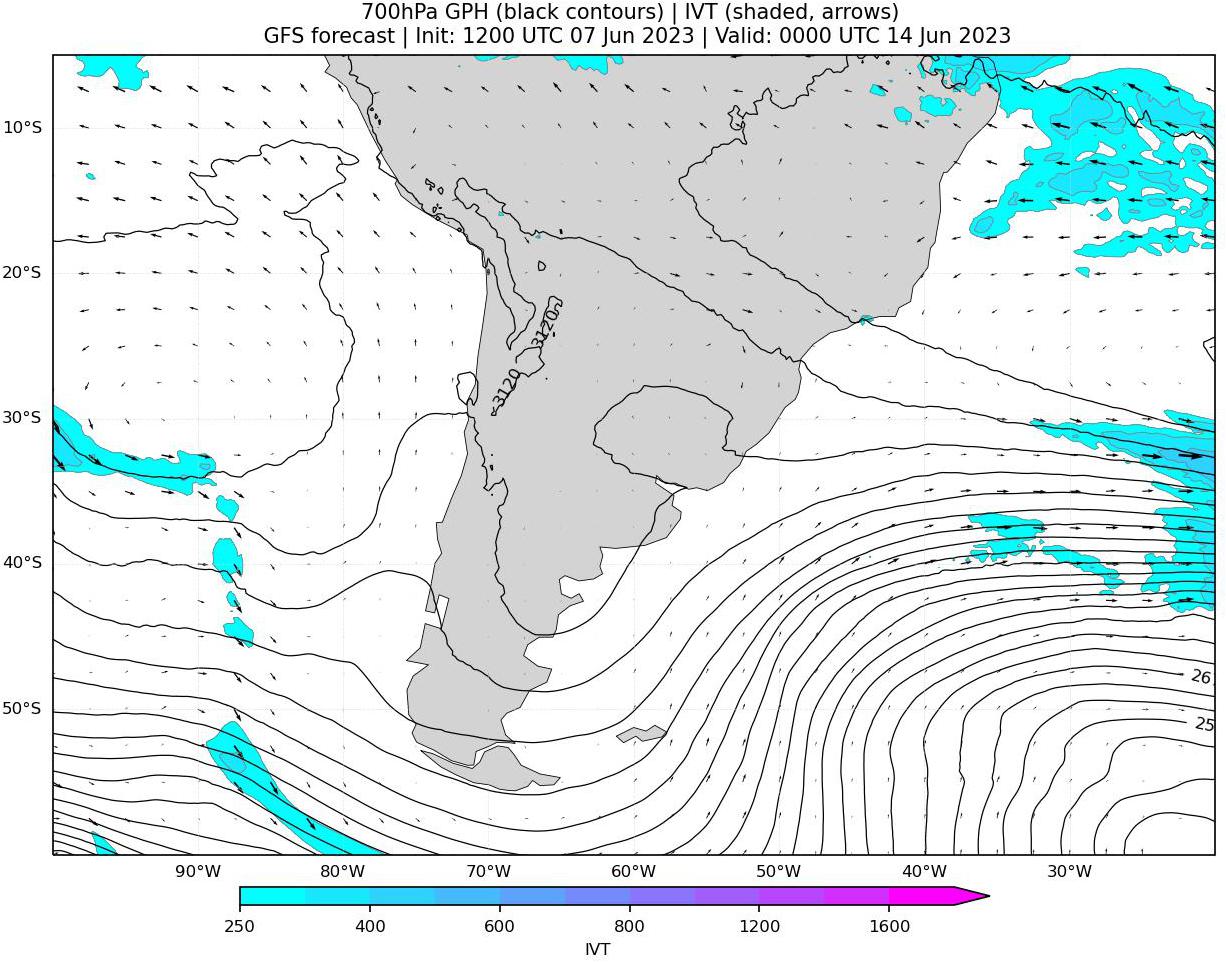 700hPa GPH (black contours) | IVT (shaded, arrows)
GFS forecast | Init: 1200 UTC 07 Jun 2023 | Valid: 0000 UTC 14 Jun 2023
10°S
20°S
3120
3120
30°S
40°S
26
50°S
25
90°W 80°W 70°W 60°W 50°W 40°W 30°W
250 400 600 800 1200 1600
IVT